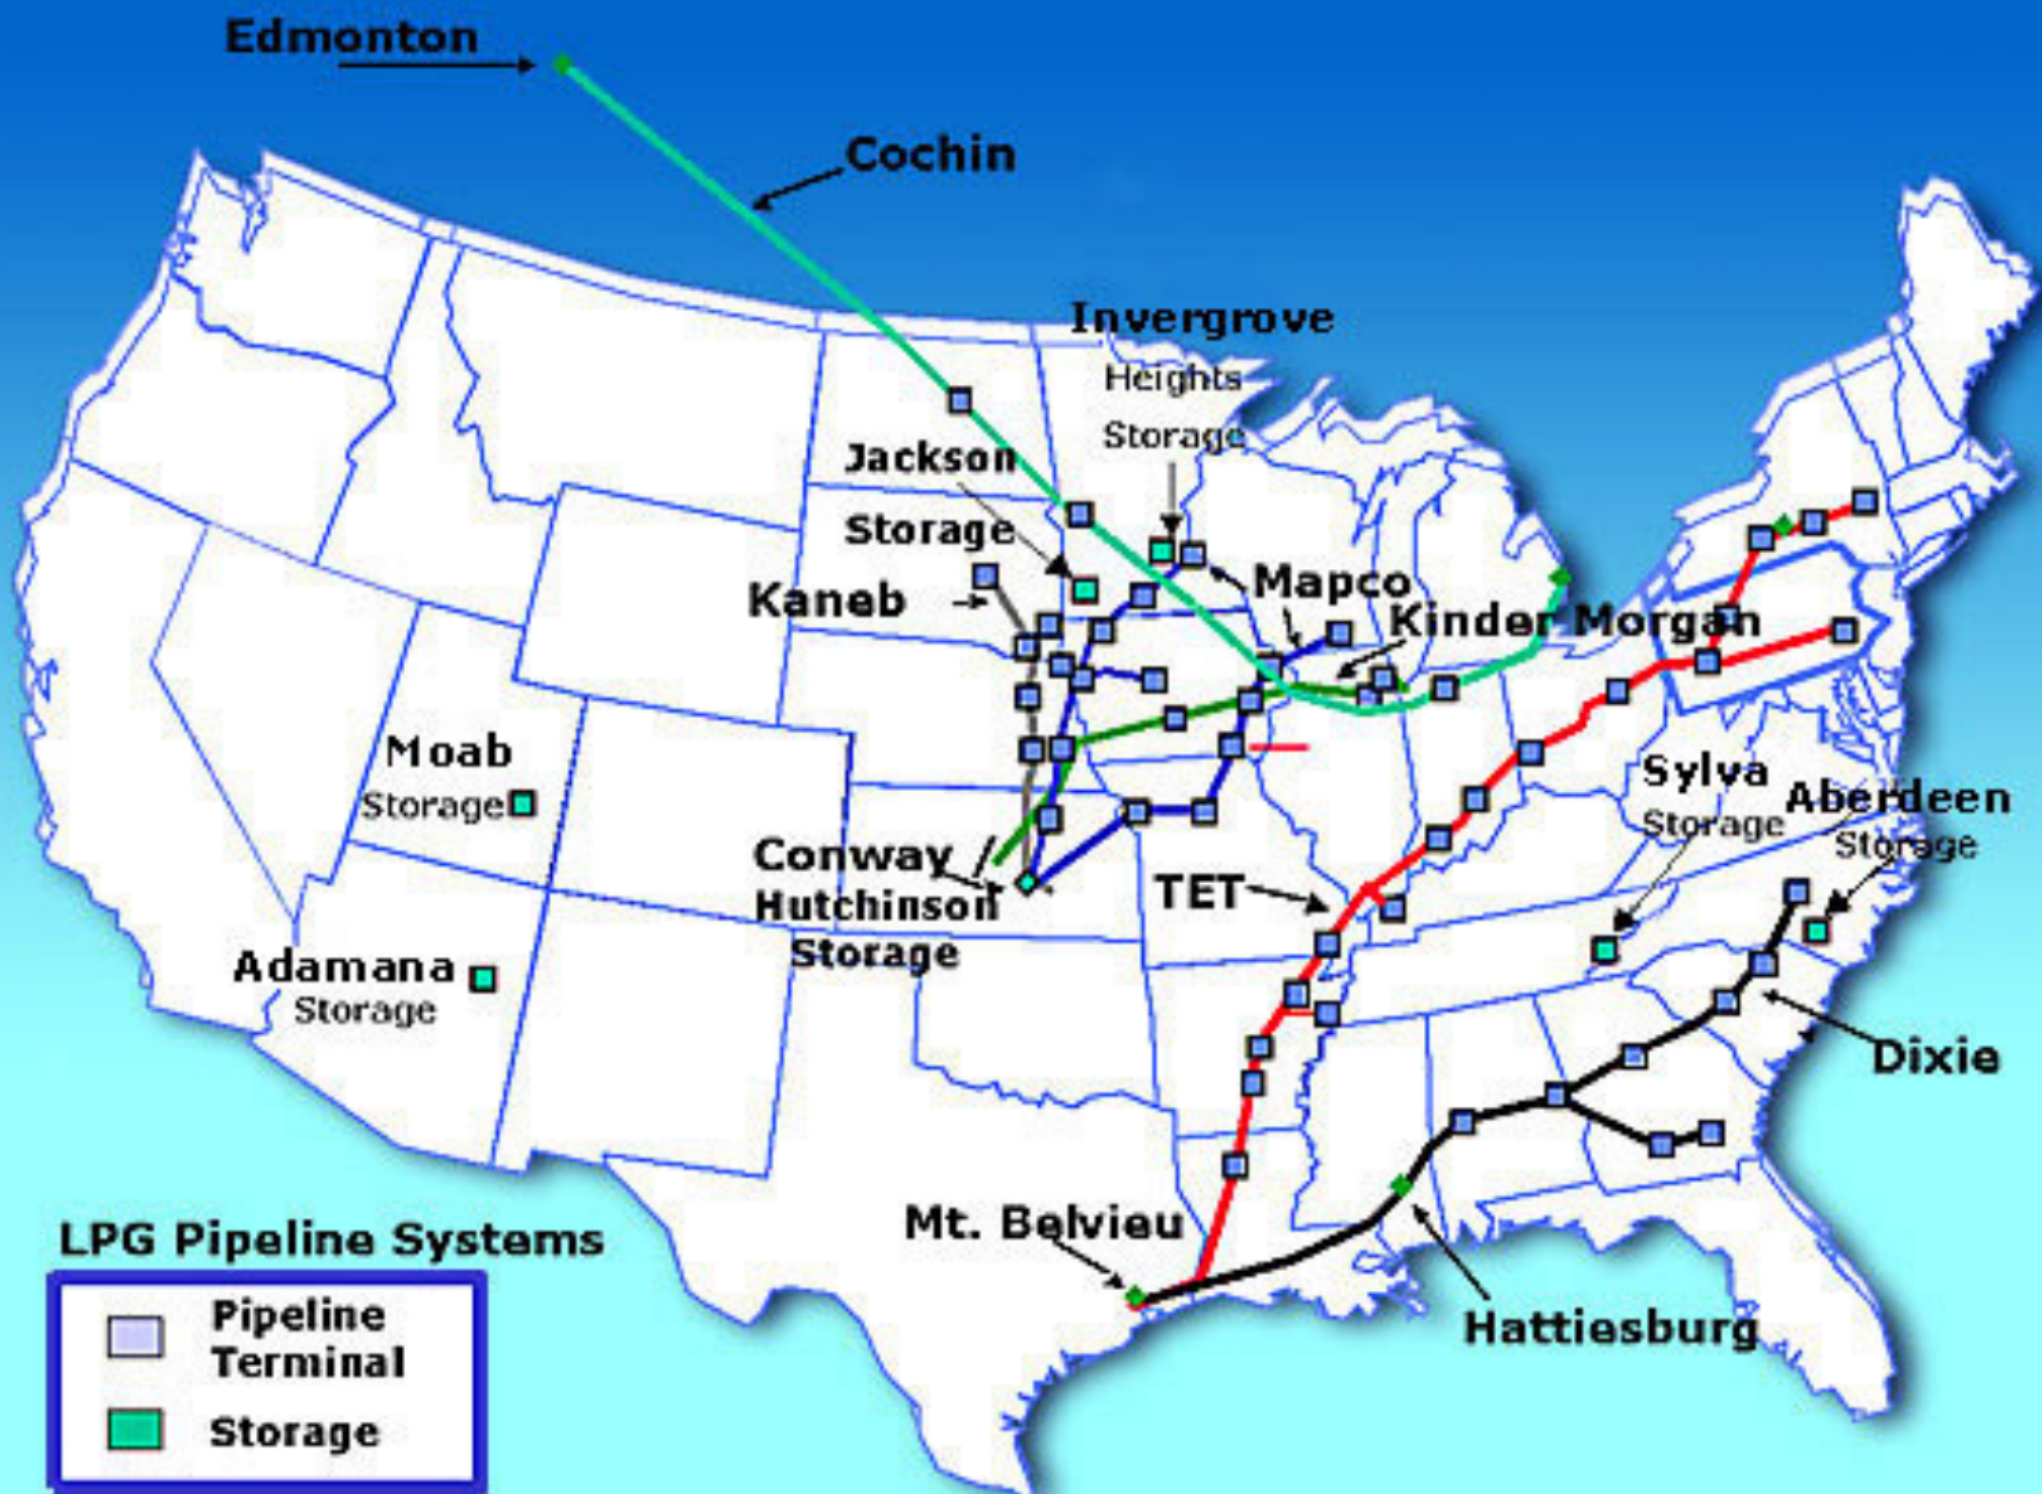 Edmonton
Cochin
Invergrove
Heights
Storage
Jackson
Storage
Kaneb
Mapco
Kinder Morgan
Moab
Storage
Sylva
Storage
Aberdeen
Storage
Conway
Hutchinson
Storage
TET
Adamana
Storage
Dixie
Mt. Belvieu
Hattiesburg
LPG Pipeline Systems
Pipeline
Terminal
Storage